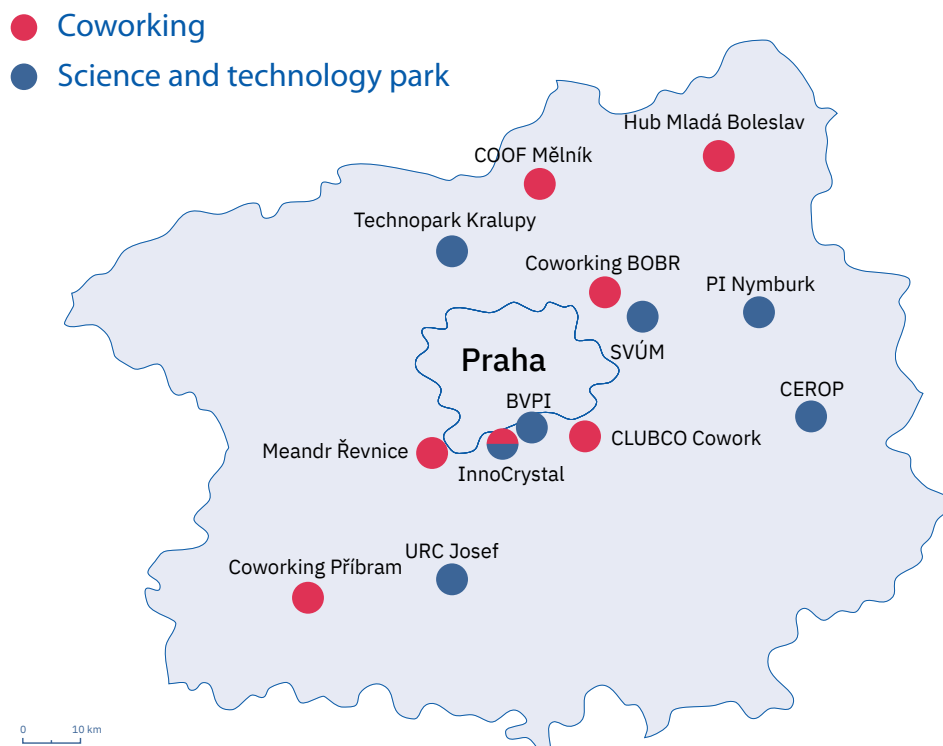 Coworking
Science and technology park
Hub Mladá Boleslav
COOF Mělník
Technopark Kralupy
Coworking BOBR
PI Nymburk
SVÚM
Praha
CEROP
BVPI
CLUBCO Cowork
Meandr Řevnice
InnoCrystal
URC Josef
Coworking Příbram
0 10 km